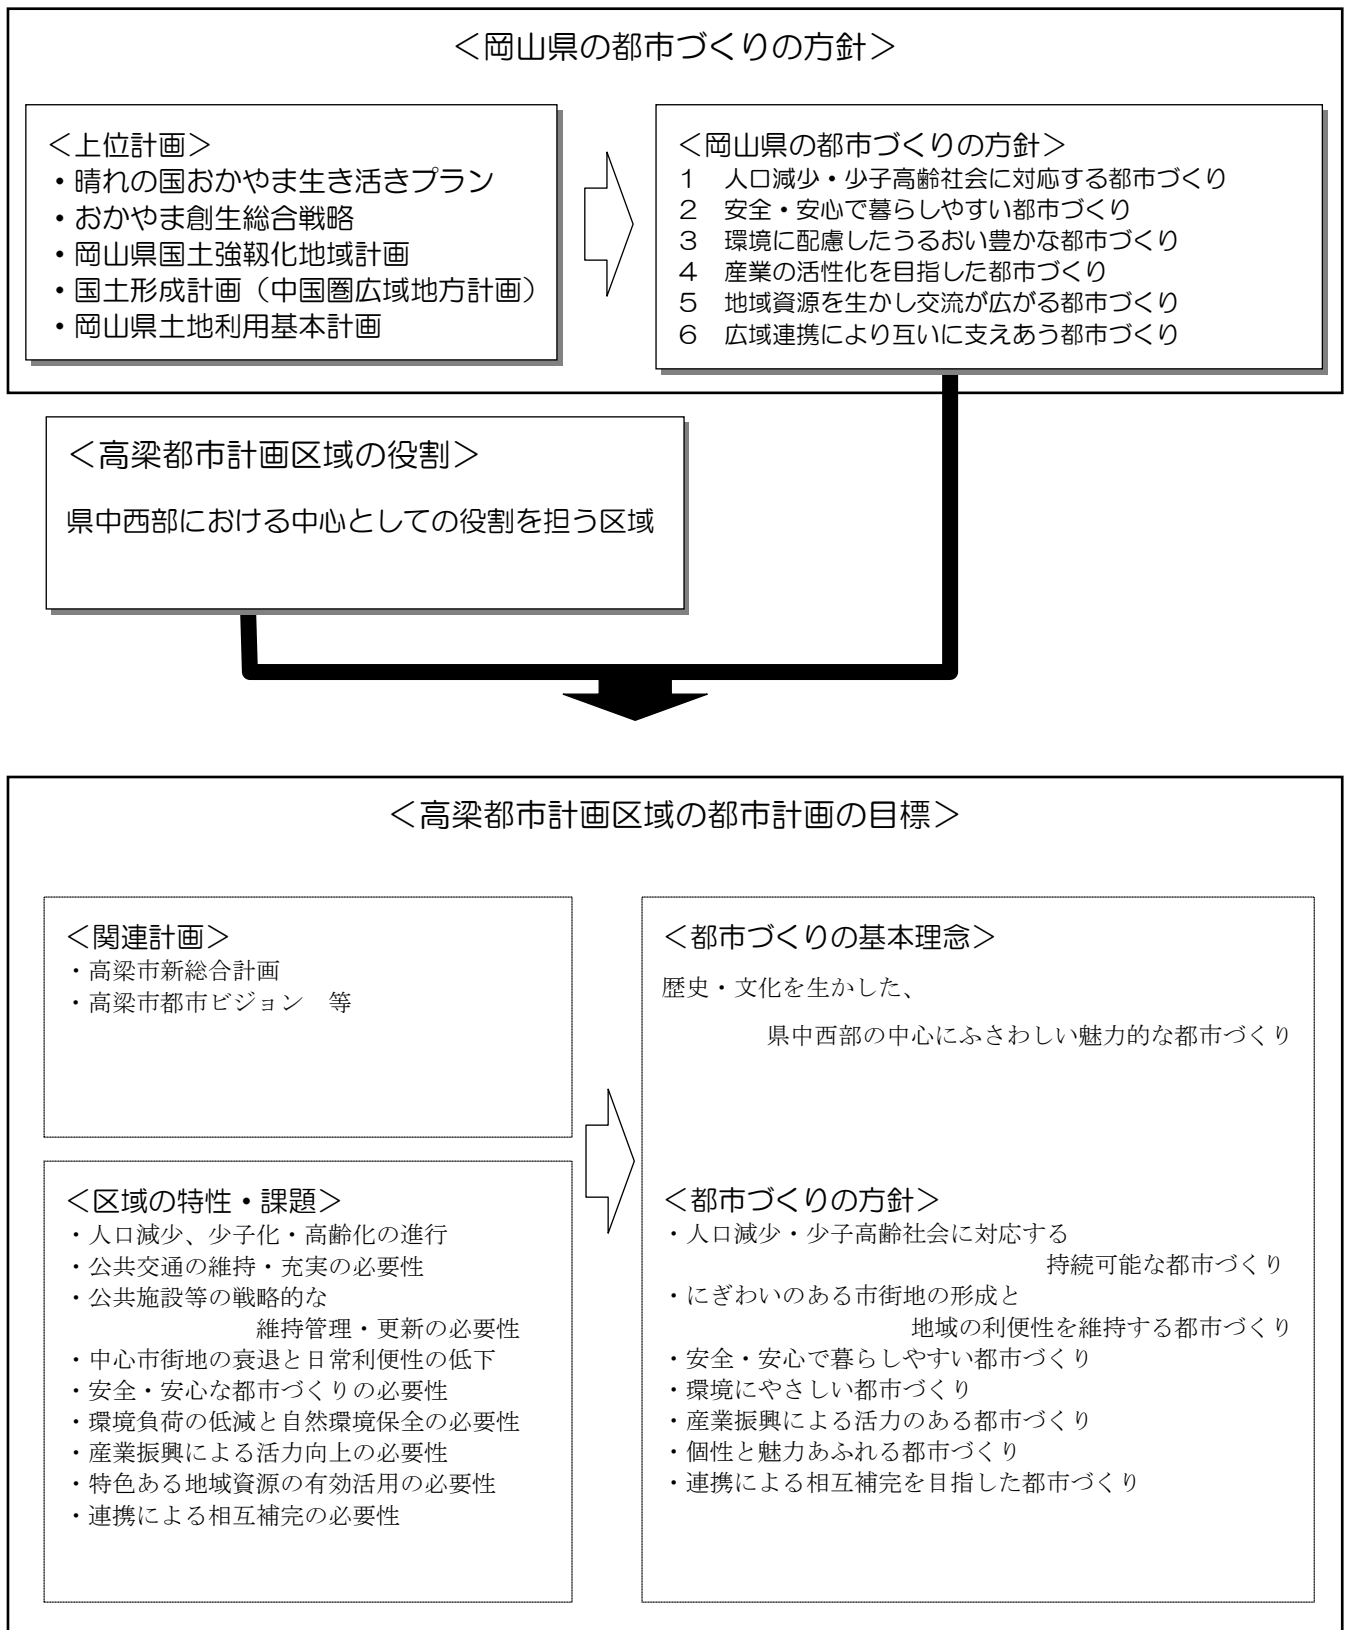 ＜岡山県の都市づくりの方針＞
＜上位計画＞
・晴れの国おかやま生き活きプラン
・おかやま創生総合戦略
・岡山県国土強靱化地域計画
・国土形成計画（中国圏広域地方計画）
・岡山県土地利用基本計画
＜岡山県の都市づくりの方針＞
１　人口減少・少子高齢社会に対応する都市づくり
２　安全・安心で暮らしやすい都市づくり
３　環境に配慮したうるおい豊かな都市づくり
４　産業の活性化を目指した都市づくり
５　地域資源を生かし交流が広がる都市づくり
６　広域連携により互いに支えあう都市づくり
＜高梁都市計画区域の役割＞
県中西部における中心としての役割を担う区域
＜高梁都市計画区域の都市計画の目標＞
＜関連計画＞
・高梁市新総合計画
・高梁市都市ビジョン　等
＜区域の特性・課題＞
・人口減少、少子化・高齢化の進行
・公共交通の維持・充実の必要性
・公共施設等の戦略的な
維持管理・更新の必要性
・中心市街地の衰退と日常利便性の低下
・安全・安心な都市づくりの必要性
・環境負荷の低減と自然環境保全の必要性
・産業振興による活力向上の必要性
・特色ある地域資源の有効活用の必要性
・連携による相互補完の必要性
＜都市づくりの基本理念＞
歴史・文化を生かした、
県中西部の中心にふさわしい魅力的な都市づくり
＜都市づくりの方針＞
・人口減少・少子高齢社会に対応する
持続可能な都市づくり
・にぎわいのある市街地の形成と
地域の利便性を維持する都市づくり
・安全・安心で暮らしやすい都市づくり
・環境にやさしい都市づくり
・産業振興による活力のある都市づくり
・個性と魅力あふれる都市づくり
・連携による相互補完を目指した都市づくり